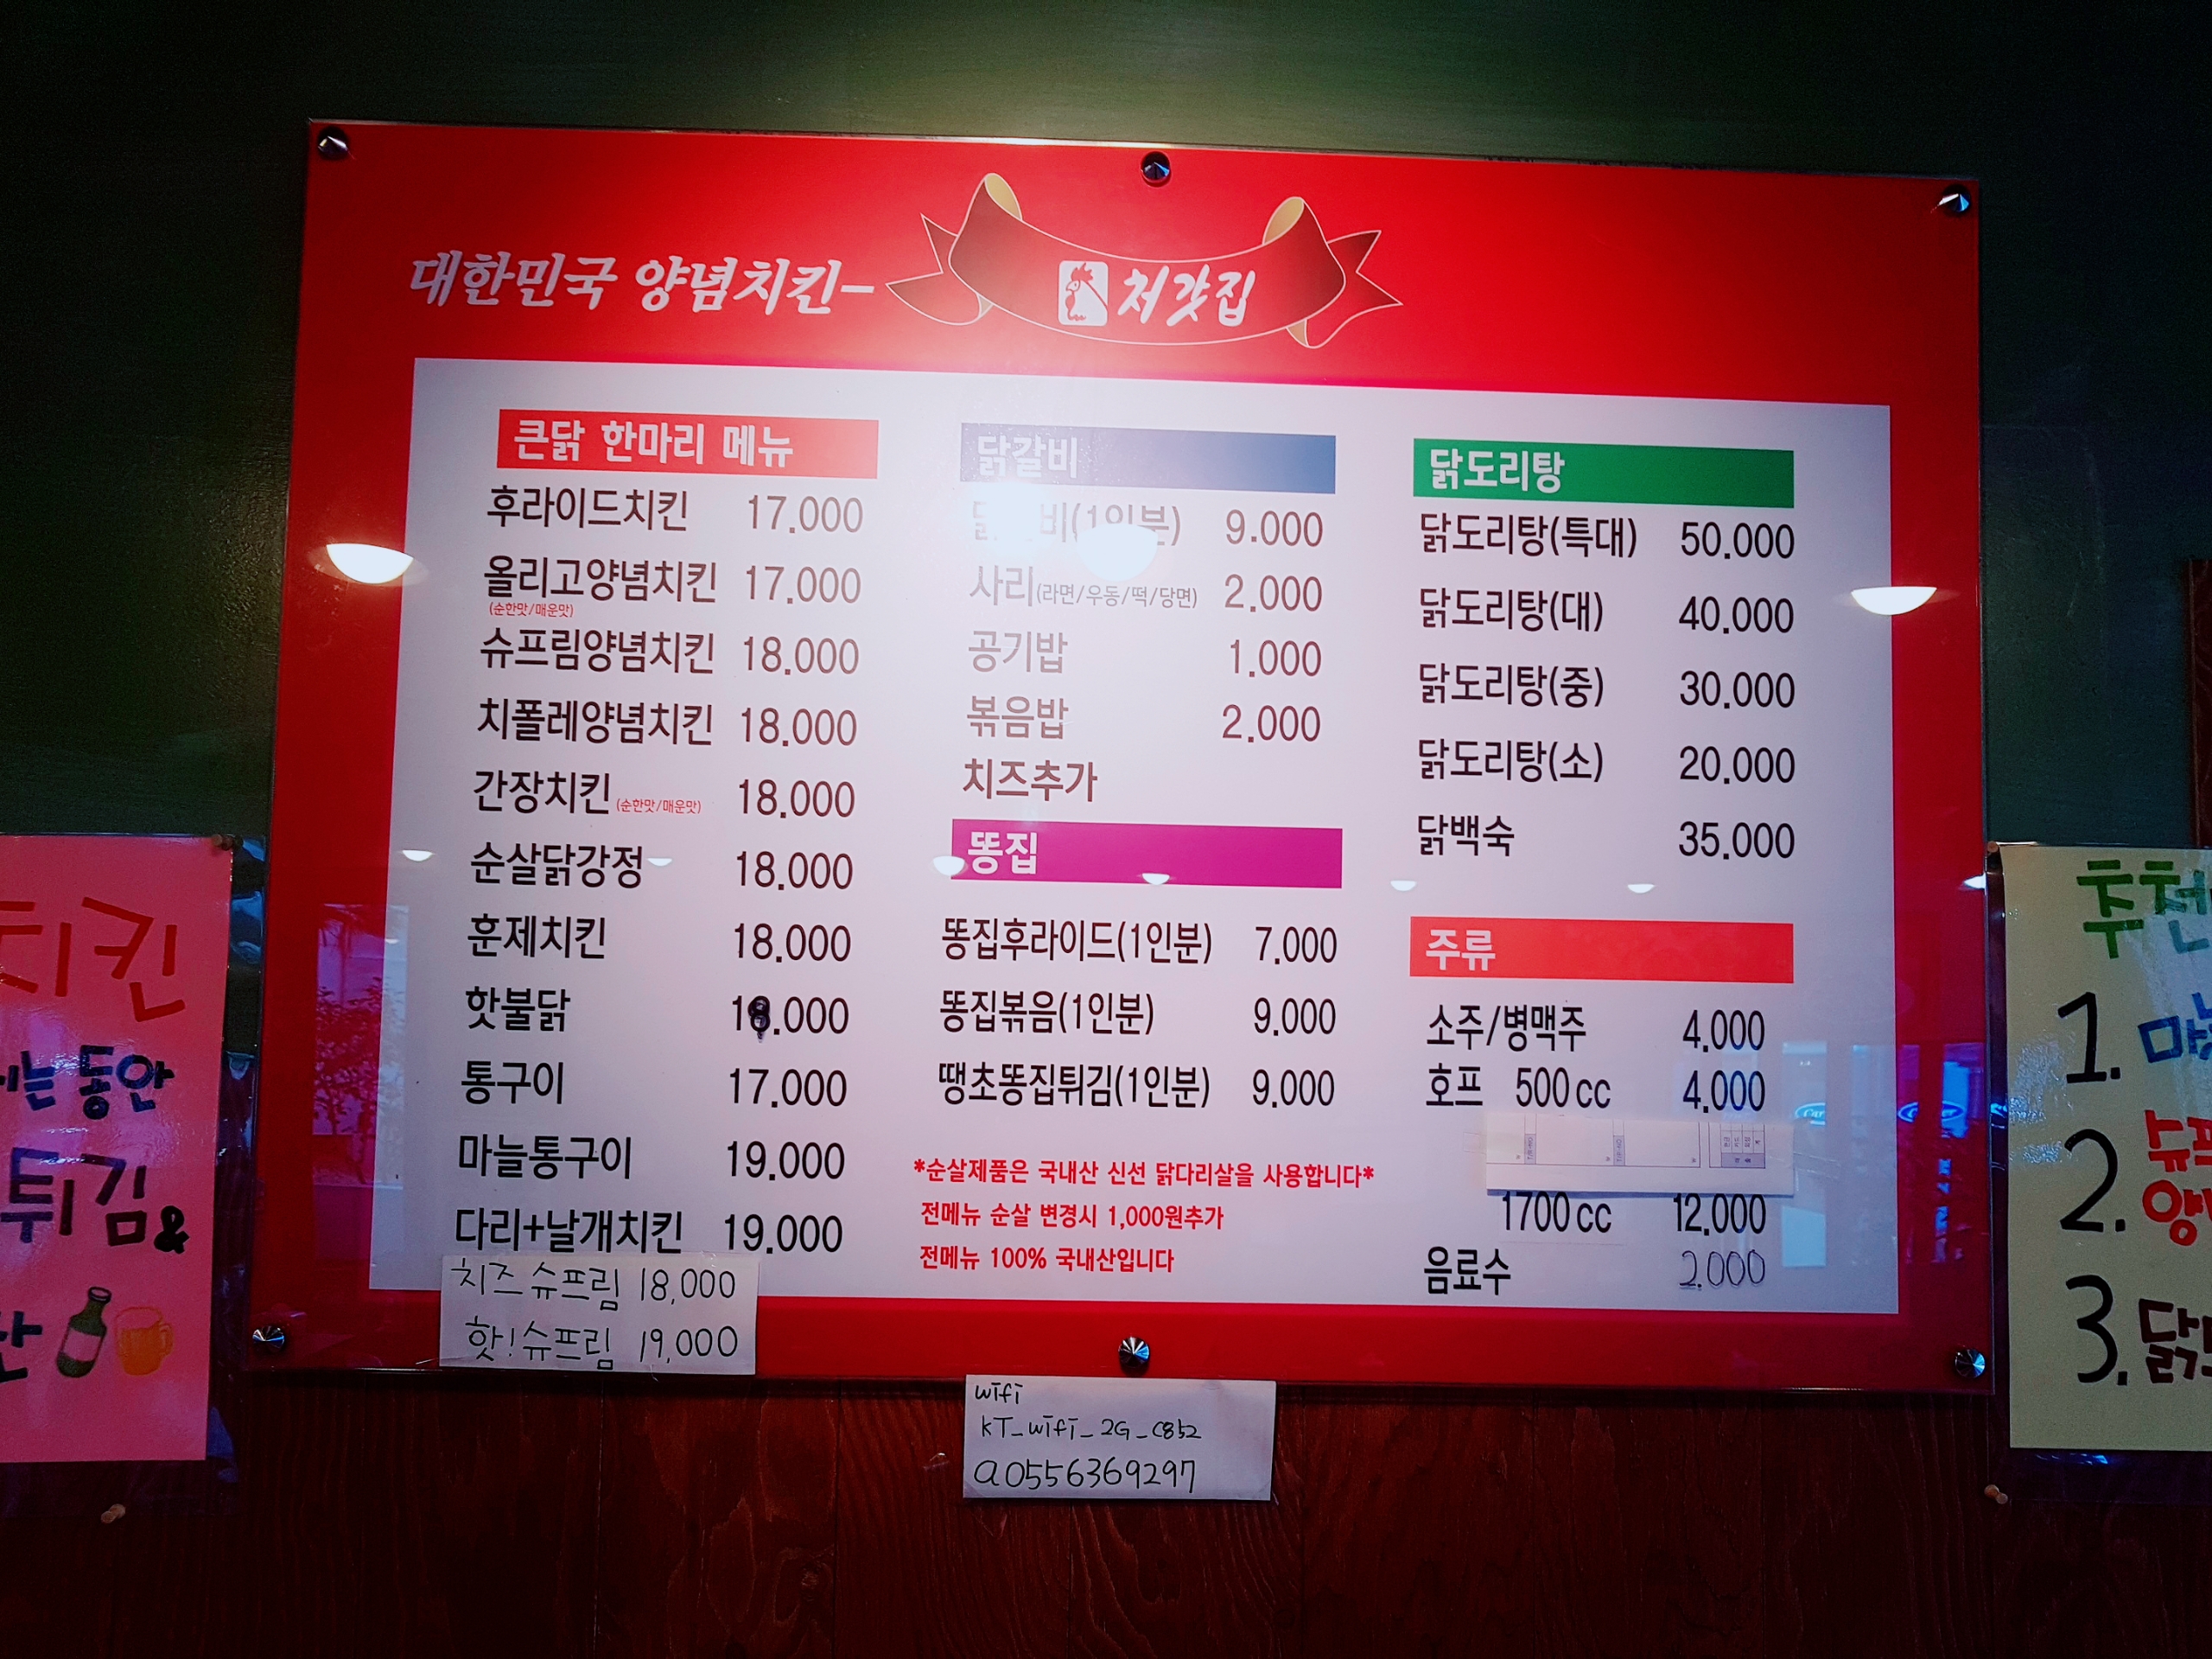 대한민국 양념치킨-
처갓집
큰닭 한마리 메뉴
후라이드치킨 17.000
올리고양념치킨 17.000
(순한맛/매운맛)
슈프림양념치킨 18.000
치폴레양념치킨 18.000
간장치킨 (순한맛/매운맛) 18.000
순살닭강정 18.000
훈제치킨 18.000
핫불닭 18.000
통구이 17.000
마늘통구이 19.000
다리+날개치킨 19.000
치즈 슈프림 18,000
핫!슈프림 19,000
닭갈비
9.000
사리(라면/우동/떡/당면) 2.000
공기밥 1.000
볶음밥 2.000
치즈추가
똥집
똥집후라이드(1인분) 7.000
똥집볶음(1인분) 9.000
땡초똥집튀김(1인분) 9.000
*순살제품은 국내산 신선 닭다리살을 사용합니다*
전메뉴 순살 변경시 1,000원추가
전메뉴 100% 국내산입니다
닭도리탕
닭도리탕(특대) 50.000
닭도리탕(대) 40.000
닭도리탕(중) 30.000
닭도리탕(소) 20.000
닭백숙 35.000
주류
소주/병맥주 4.000
호프 500cc 4.000
1700cc 12.000
음료수 2.000
wifi
KT_wifi_2G_C852
a0556369297
치킨
동안
튀김&
추천
1.
2.
3.